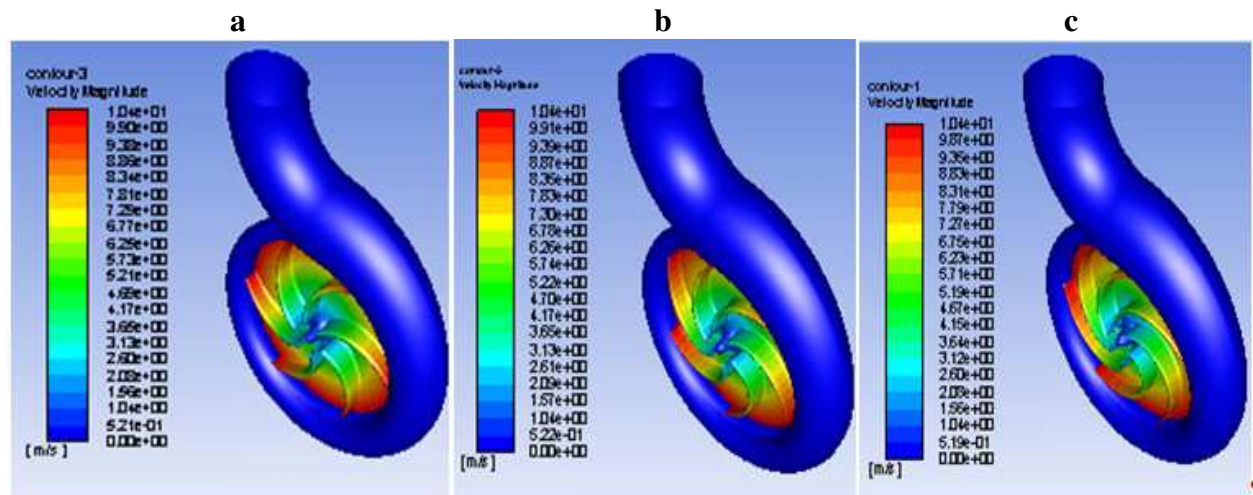 a
b
c
contour-3
Velocity Magnitude
1.04e+01
9.90e+00
9.38e+00
8.86e+00
8.34e+00
7.81e+00
7.29e+00
6.77e+00
6.25e+00
5.73e+00
5.21e+00
4.69e+00
4.17e+00
3.65e+00
3.13e+00
2.60e+00
2.08e+00
1.56e+00
1.04e+00
5.21e-01
0.00e+00
[m/s]
Velocity Magnitude
1.04e+01
9.91e+00
9.39e+00
8.87e+00
8.35e+00
7.83e+00
7.30e+00
6.78e+00
6.26e+00
5.74e+00
5.22e+00
4.70e+00
4.17e+00
3.65e+00
3.13e+00
2.61e+00
2.09e+00
1.57e+00
1.04e+00
5.22e-01
0.00e+00
[m/s]
contour-1
Velocity Magnitude
1.04e+01
9.87e+00
9.35e+00
8.83e+00
8.31e+00
7.79e+00
7.27e+00
6.75e+00
6.23e+00
5.71e+00
5.19e+00
4.67e+00
4.15e+00
3.64e+00
3.12e+00
2.60e+00
2.08e+00
1.56e+00
1.04e+00
5.19e-01
0.00e+00
[m/s]